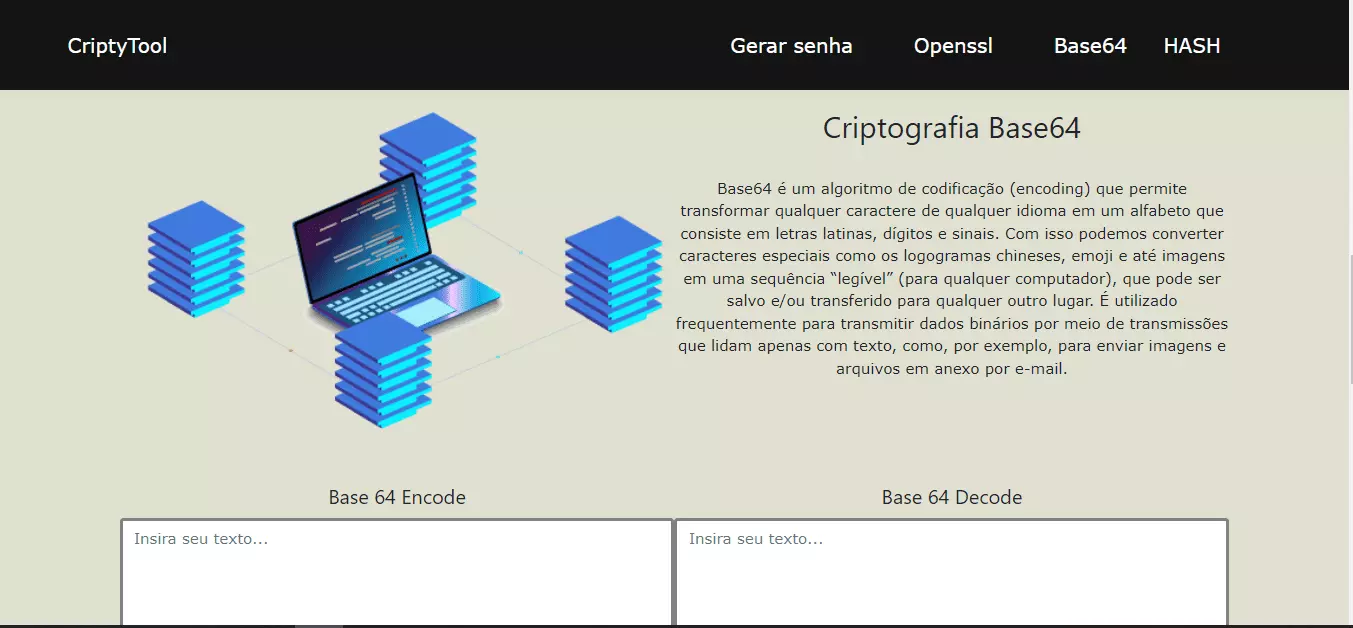 CriptyTool
Gerar senha
Openssl
Base64
HASH
Criptografia Base64
Base64 é um algoritmo de codificação (encoding) que permite
transformar qualquer caractere de qualquer idioma em um alfabeto que
consiste em letras latinas, dígitos e sinais. Com isso podemos converter
caracteres especiais como os logogramas chineses, emoji e até imagens
em uma sequência “legível” (para qualquer computador), que pode ser
salvo e/ou transferido para qualquer outro lugar. É utilizado
frequentemente para transmitir dados binários por meio de transmissões
que lidam apenas com texto, como, por exemplo, para enviar imagens e
arquivos em anexo por e-mail.
Base 64 Encode
Insira seu texto...
Base 64 Decode
Insira seu texto...